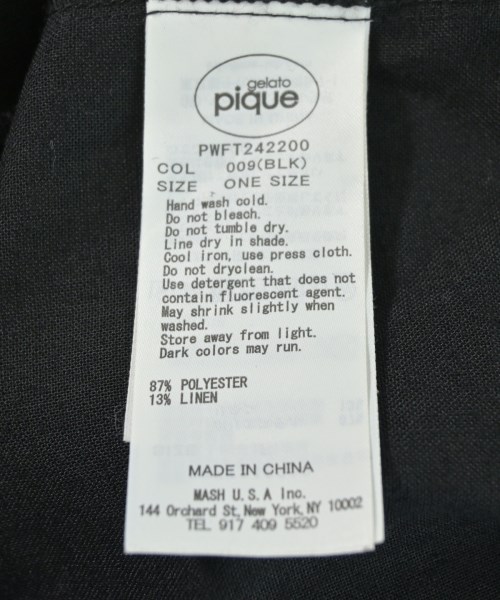 gelato
pique
PWFT242200
COL 009(BLK)
SIZE ONE SIZE
Hand wash cold.
Do not bleach.
Do not tumble dry.
Line dry in shade.
Cool iron, use press cloth.
Do not dryclean.
Use detergent that does not
contain fluorescent agent.
May shrink slightly when
washed.
Store away from light.
Dark colors may run.
87% POLYESTER
13% LINEN
MADE IN CHINA
MASH U.S.A Inc.
144 Orchard St, New York, NY 10002
TEL 917 409 5520